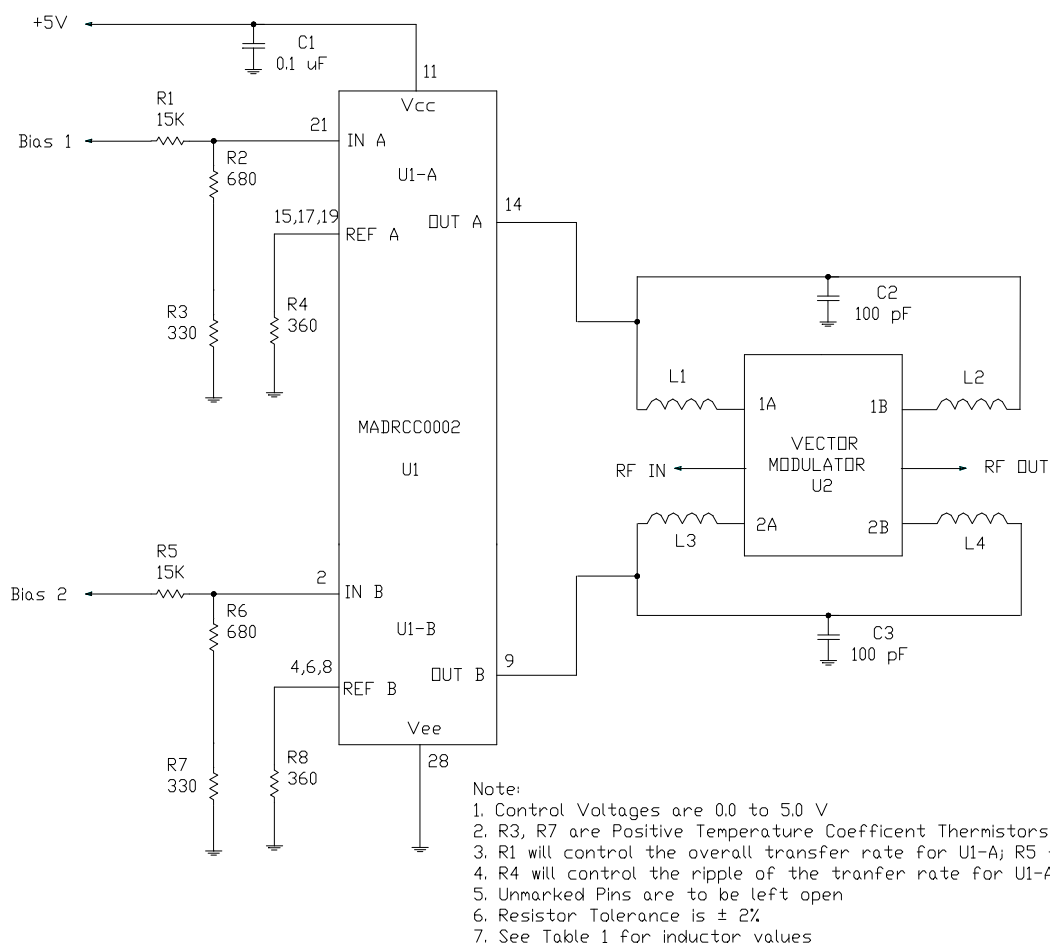 +5V
C1
0.1 uF
11
Vcc
R1
15K
Bias 1
21
IN A
R2
680
U1-A
15,17,19
REF A
OUT A
14
R3
330
R4
360
C2
100 pF
L1
L2
1A
1B
MADRCC0002
U1
VECTOR
MODULATOR
U2
RF IN
RF OUT
2A
2B
L3
L4
R5
15K
Bias 2
2
IN B
R6
680
U1-B
C3
100 pF
4,6,8
REF B
OUT B
9
Vee
28
R7
330
R8
360
Note:
1. Control Voltages are 0.0 to 5.0 V
2. R3, R7 are Positive Temperature Coefficent Thermistors
3. R1 will control the overall transfer rate for U1-A; R5
4. R4 will control the ripple of the tranfer rate for U1-A
5. Unmarked Pins are to be left open
6. Resistor Tolerance is ± 2%
7. See Table 1 for inductor values